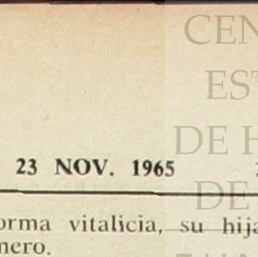 CEN
EST
DE H
23 NOV. 1965
DE
orma vitalicia, su hija
nero.